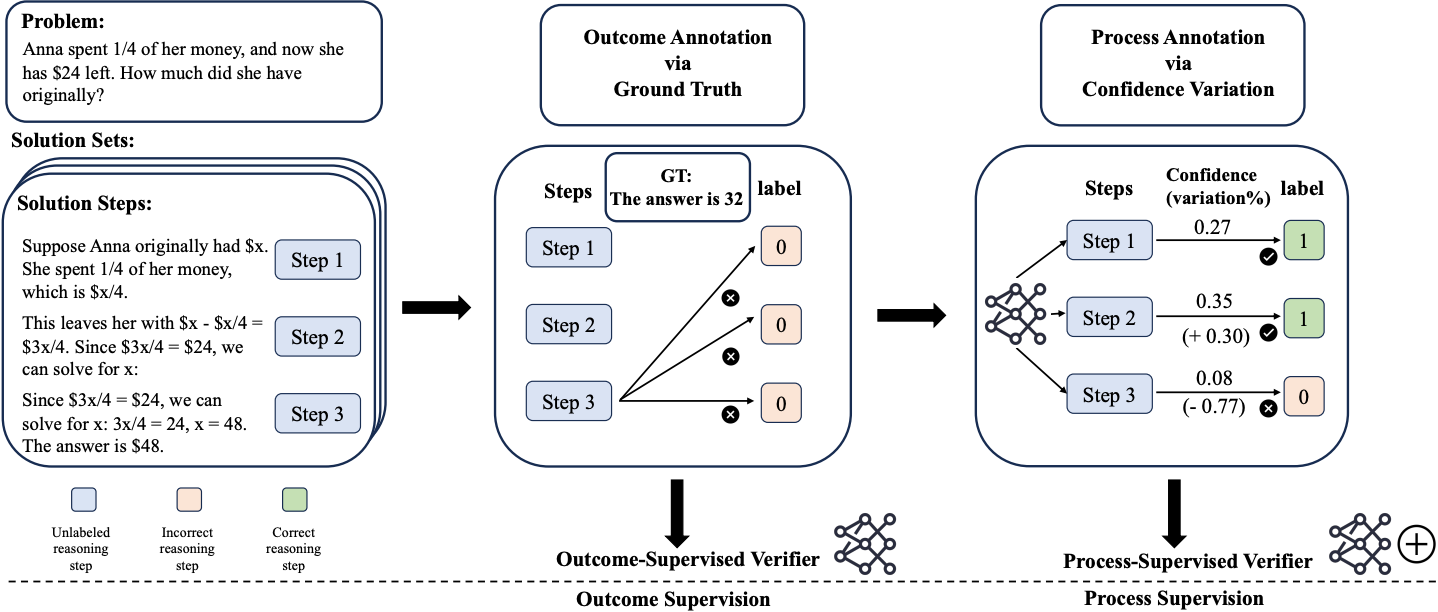 Problem:
Anna spent 1/4 of her money, and now she
has $24 left. How much did she have
originally?
Solution Sets:
Solution Steps:
Suppose Anna originally had $x.
She spent 1/4 of her money,
which is $x/4.
Step 1
This leaves her with $x - $x/4 =
$3x/4. Since $3x/4 = $24, we
can solve for x:
Step 2
Since $3x/4 = $24, we can
solve for x: 3x/4 = 24, x = 48.
The answer is $48.
Step 3
Unlabeled
reasoning
step
Incorrect
reasoning
step
Correct
reasoning
step
Outcome Annotation
via
Ground Truth
Steps
GT:
The answer is 32
label
Step 1
0
Step 2
0
Step 3
0
Outcome-Supervised Verifier
Outcome Supervision
Process Annotation
via
Confidence Variation
Steps
Confidence
(variation%)
label
Step 1
0.27
1
Step 2
0.35
(+ 0.30)
1
Step 3
0.08
(- 0.77)
0
Process-Supervised Verifier
Process Supervision